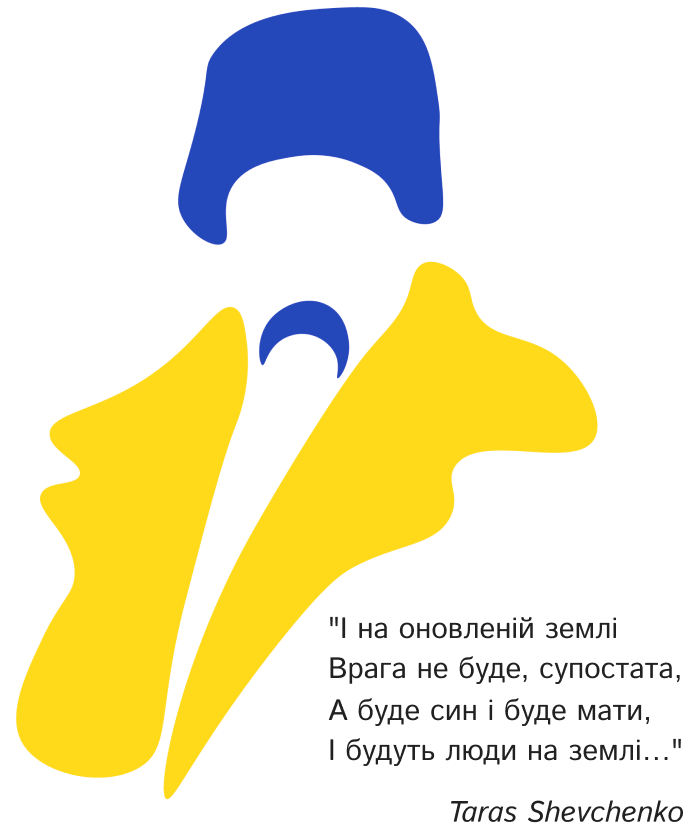 "І на оновленій землі
Врага не буде, супостата,
А буде син і буде мати,
І будуть люди на землі..."
Taras Shevchenko